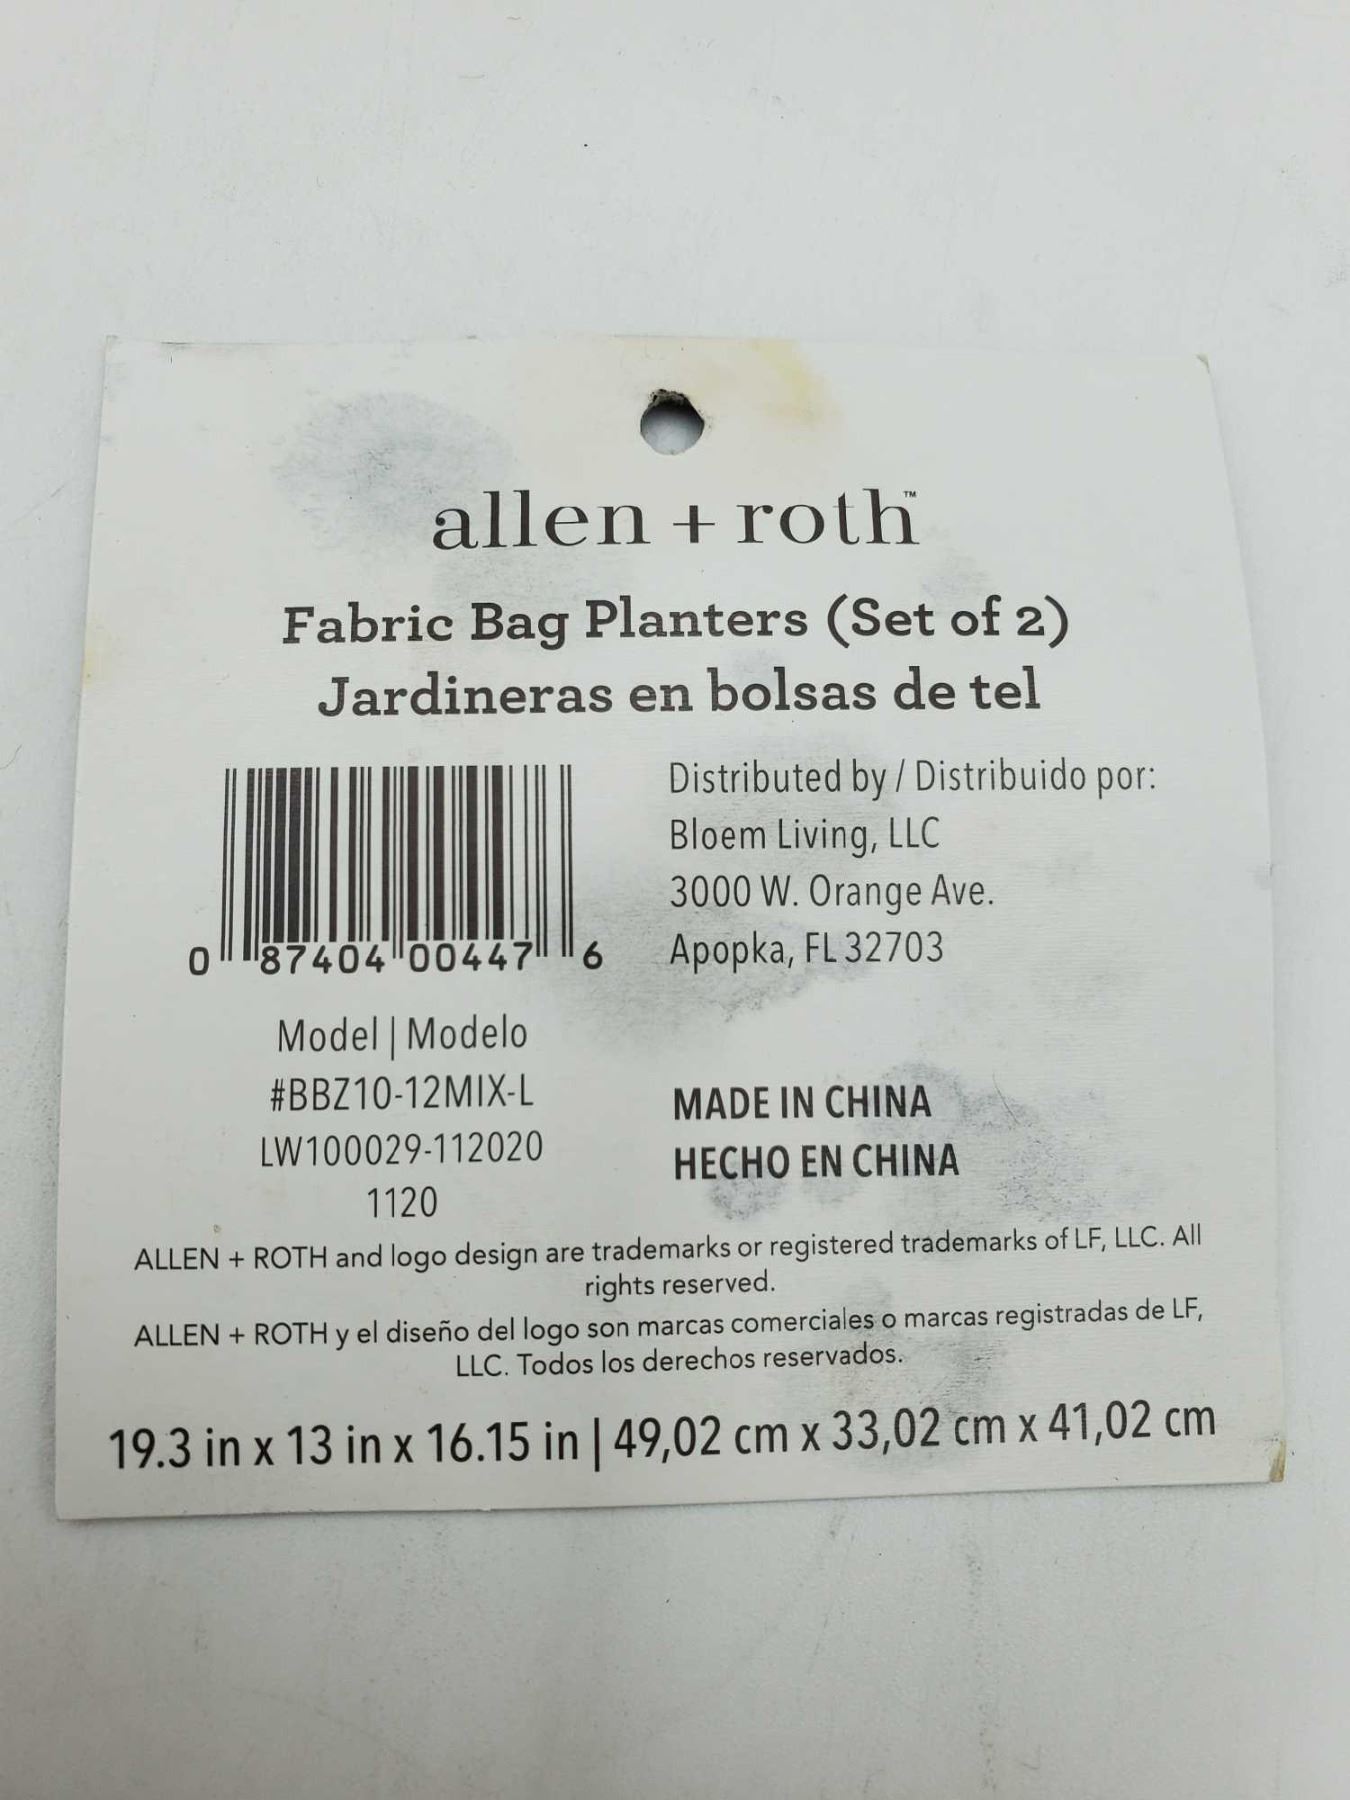 allen + roth™
Fabric Bag Planters (Set of 2)
Jardineras en bolsas de tel
0 87404 00447 6
Distributed by / Distribuido por:
Bloem Living, LLC
3000 W. Orange Ave.
Apopka, FL 32703
Model | Modelo
#BBZ10-12MIX-L
LW100029-112020
1120
MADE IN CHINA
HECHO EN CHINA
ALLEN + ROTH and logo design are trademarks or registered trademarks of LF, LLC. All
rights reserved.
ALLEN + ROTH y el diseño del logo son marcas comerciales o marcas registradas de LF,
LLC. Todos los derechos reservados.
19.3 in x 13 in x 16.15 in | 49,02 cm x 33,02 cm x 41,02 cm